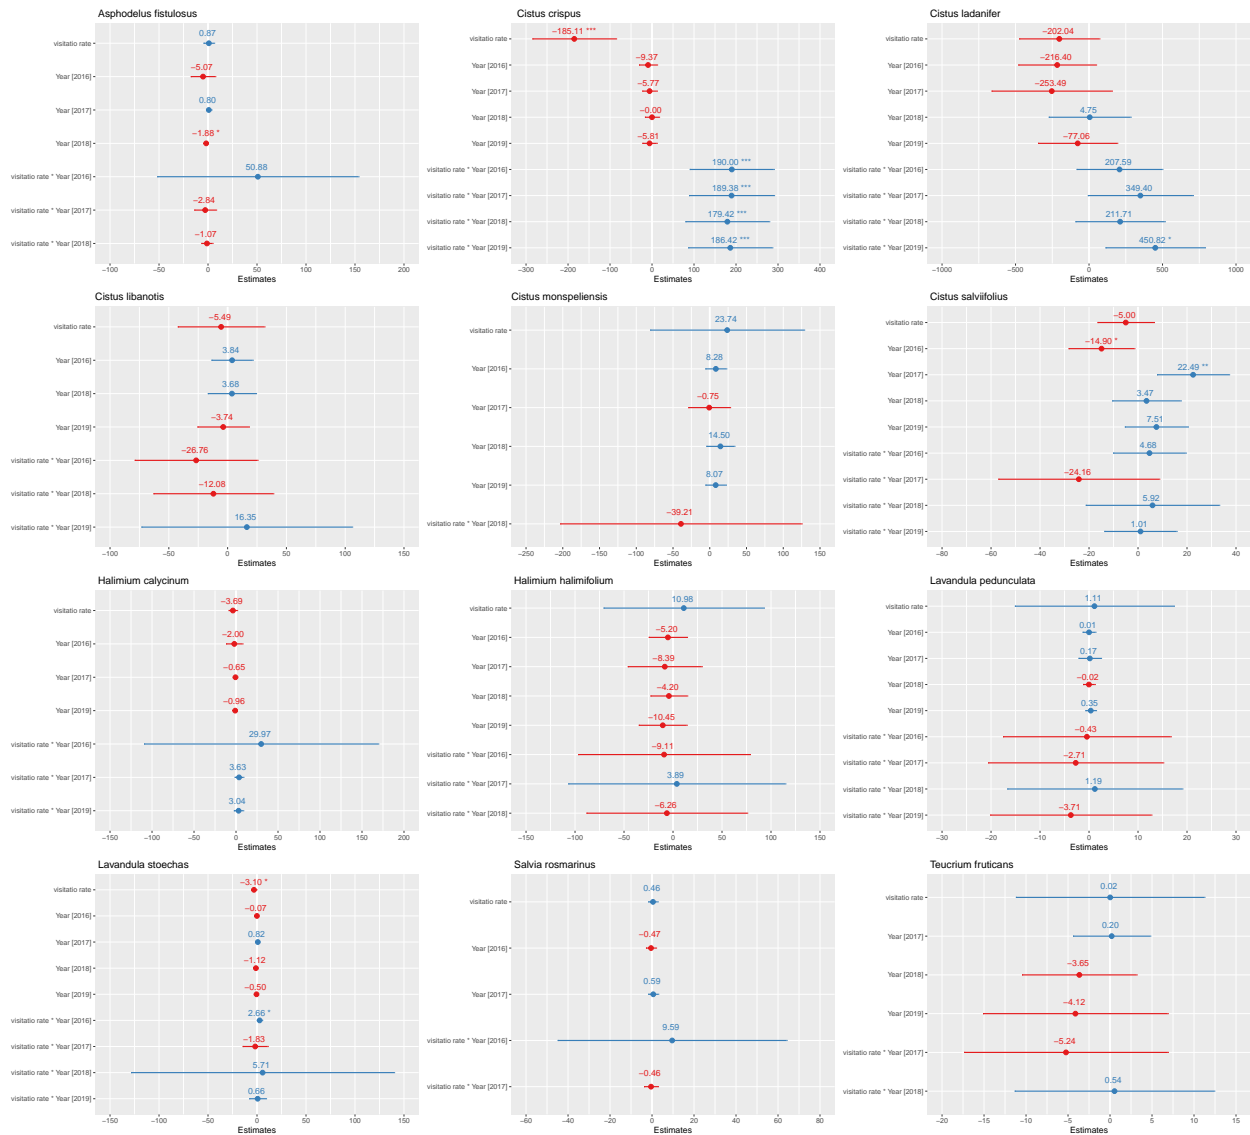 Asphodelus fistulosus
visitatio rate
0.87
Year [2016]
−5.07
Year [2017]
0.80
Year [2018]
−1.88 *
visitatio rate * Year [2016]
50.88
visitatio rate * Year [2017]
−2.84
visitatio rate * Year [2018]
−1.07
−100 −50 0 50 100 150 200
Estimates
Cistus crispus
visitatio rate
−185.11 ***
Year [2016]
−9.37
Year [2017]
−5.77
Year [2018]
−0.00
Year [2019]
−5.81
visitatio rate * Year [2016]
190.00 ***
visitatio rate * Year [2017]
189.38 ***
visitatio rate * Year [2018]
179.42 ***
visitatio rate * Year [2019]
186.42 ***
−300 −200 −100 0 100 200 300 400
Estimates
Cistus ladanifer
visitatio rate
−202.04
Year [2016]
−216.40
Year [2017]
−253.49
Year [2018]
4.75
Year [2019]
−77.06
visitatio rate * Year [2016]
207.59
visitatio rate * Year [2017]
349.40
visitatio rate * Year [2018]
211.71
visitatio rate * Year [2019]
450.82 *
−1000 −500 0 500 1000
Estimates
Cistus libanotis
visitatio rate
−5.49
Year [2016]
3.84
Year [2018]
3.68
Year [2019]
−3.74
visitatio rate * Year [2016]
−26.76
visitatio rate * Year [2018]
−12.08
visitatio rate * Year [2019]
16.35
−100 −50 0 50 100 150
Estimates
Cistus monspeliensis
visitatio rate
23.74
Year [2016]
8.28
Year [2017]
−0.75
Year [2018]
14.50
Year [2019]
8.07
visitatio rate * Year [2018]
−39.21
−250 −200 −150 −100 −50 0 50 100 150
Estimates
Cistus salviifolius
visitatio rate
−5.00
Year [2016]
−14.90 *
Year [2017]
22.49 **
Year [2018]
3.47
Year [2019]
7.51
visitatio rate * Year [2016]
4.68
visitatio rate * Year [2017]
−24.16
visitatio rate * Year [2018]
5.92
visitatio rate * Year [2019]
1.01
−80 −60 −40 −20 0 20 40
Estimates
Halimium calycinum
visitatio rate
−3.69
Year [2016]
−2.00
Year [2017]
−0.65
Year [2019]
−0.96
visitatio rate * Year [2016]
29.97
visitatio rate * Year [2017]
3.63
visitatio rate * Year [2019]
3.04
−150 −100 −50 0 50 100 150 200
Estimates
Halimium halimifolium
visitatio rate
10.98
Year [2016]
−5.20
Year [2017]
−8.39
Year [2018]
−4.20
Year [2019]
−10.45
visitatio rate * Year [2016]
−9.11
visitatio rate * Year [2017]
3.89
visitatio rate * Year [2018]
−6.26
−150 −100 −50 0 50 100 150
Estimates
Lavandula pedunculata
visitatio rate
1.11
Year [2016]
0.01
Year [2017]
0.17
Year [2018]
−0.02
Year [2019]
0.35
visitatio rate * Year [2016]
−0.43
visitatio rate * Year [2017]
−2.71
visitatio rate * Year [2018]
1.19
visitatio rate * Year [2019]
−3.71
−30 −20 −10 0 10 20 30
Estimates
Lavandula stoechas
visitatio rate
−3.10 *
Year [2016]
−0.07
Year [2017]
0.82
Year [2018]
−1.12
Year [2019]
−0.50
visitatio rate * Year [2016]
2.66 *
visitatio rate * Year [2017]
−1.83
visitatio rate * Year [2018]
5.71
visitatio rate * Year [2019]
0.66
−150 −100 −50 0 50 100 150
Estimates
Salvia rosmarinus
visitatio rate
0.46
Year [2016]
−0.47
Year [2017]
0.59
visitatio rate * Year [2016]
9.59
visitatio rate * Year [2017]
−0.46
−60 −40 −20 0 20 40 60 80
Estimates
Teucrium fruticans
visitatio rate
0.02
Year [2017]
0.20
Year [2018]
−3.65
Year [2019]
−4.12
visitatio rate * Year [2017]
−5.24
visitatio rate * Year [2018]
0.54
−15 −10 −5 0 5 10 15
Estimates